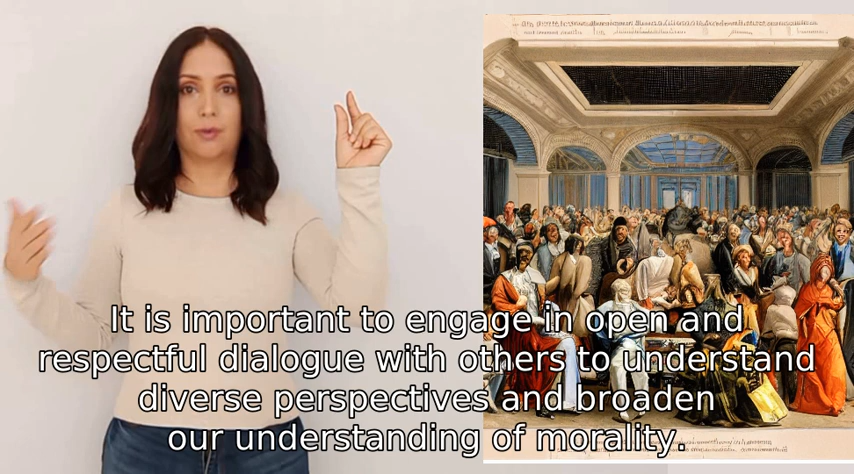 It is important to engage in open and
respectful dialogue with others to understand
diverse perspectives and broaden
our understanding of morality.